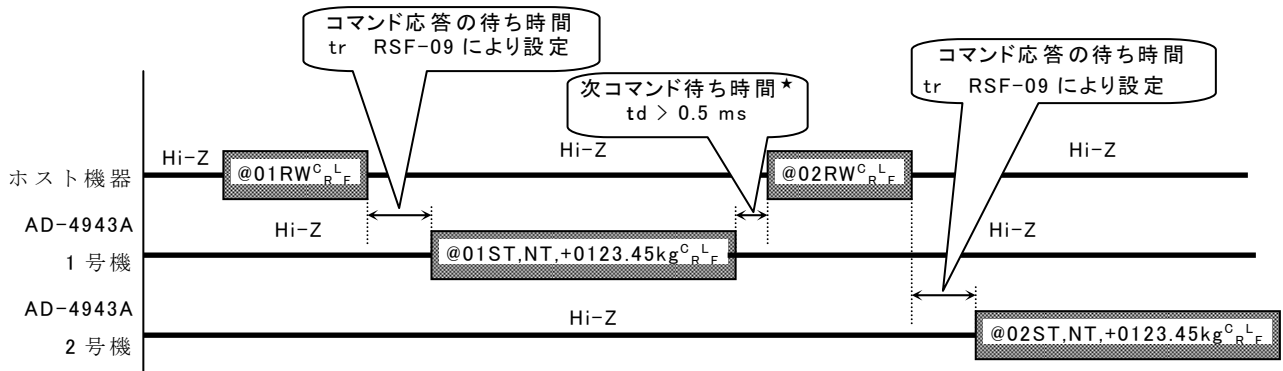 コマンド応答の待ち時間
tr RSF-09 により設定
次コマンド待ち時間★
td > 0.5 ms
コマンド応答の待ち時間
tr RSF-09 により設定
Hi-Z
Hi-Z
Hi-Z
ホスト機器
@01RWCRLF
@02RWCRLF
AD-4943A
1 号機
Hi-Z
Hi-Z
@01ST,NT,+0123.45kgCRLF
AD-4943A
2 号機
Hi-Z
@02ST,NT,+0123.45kgCRLF